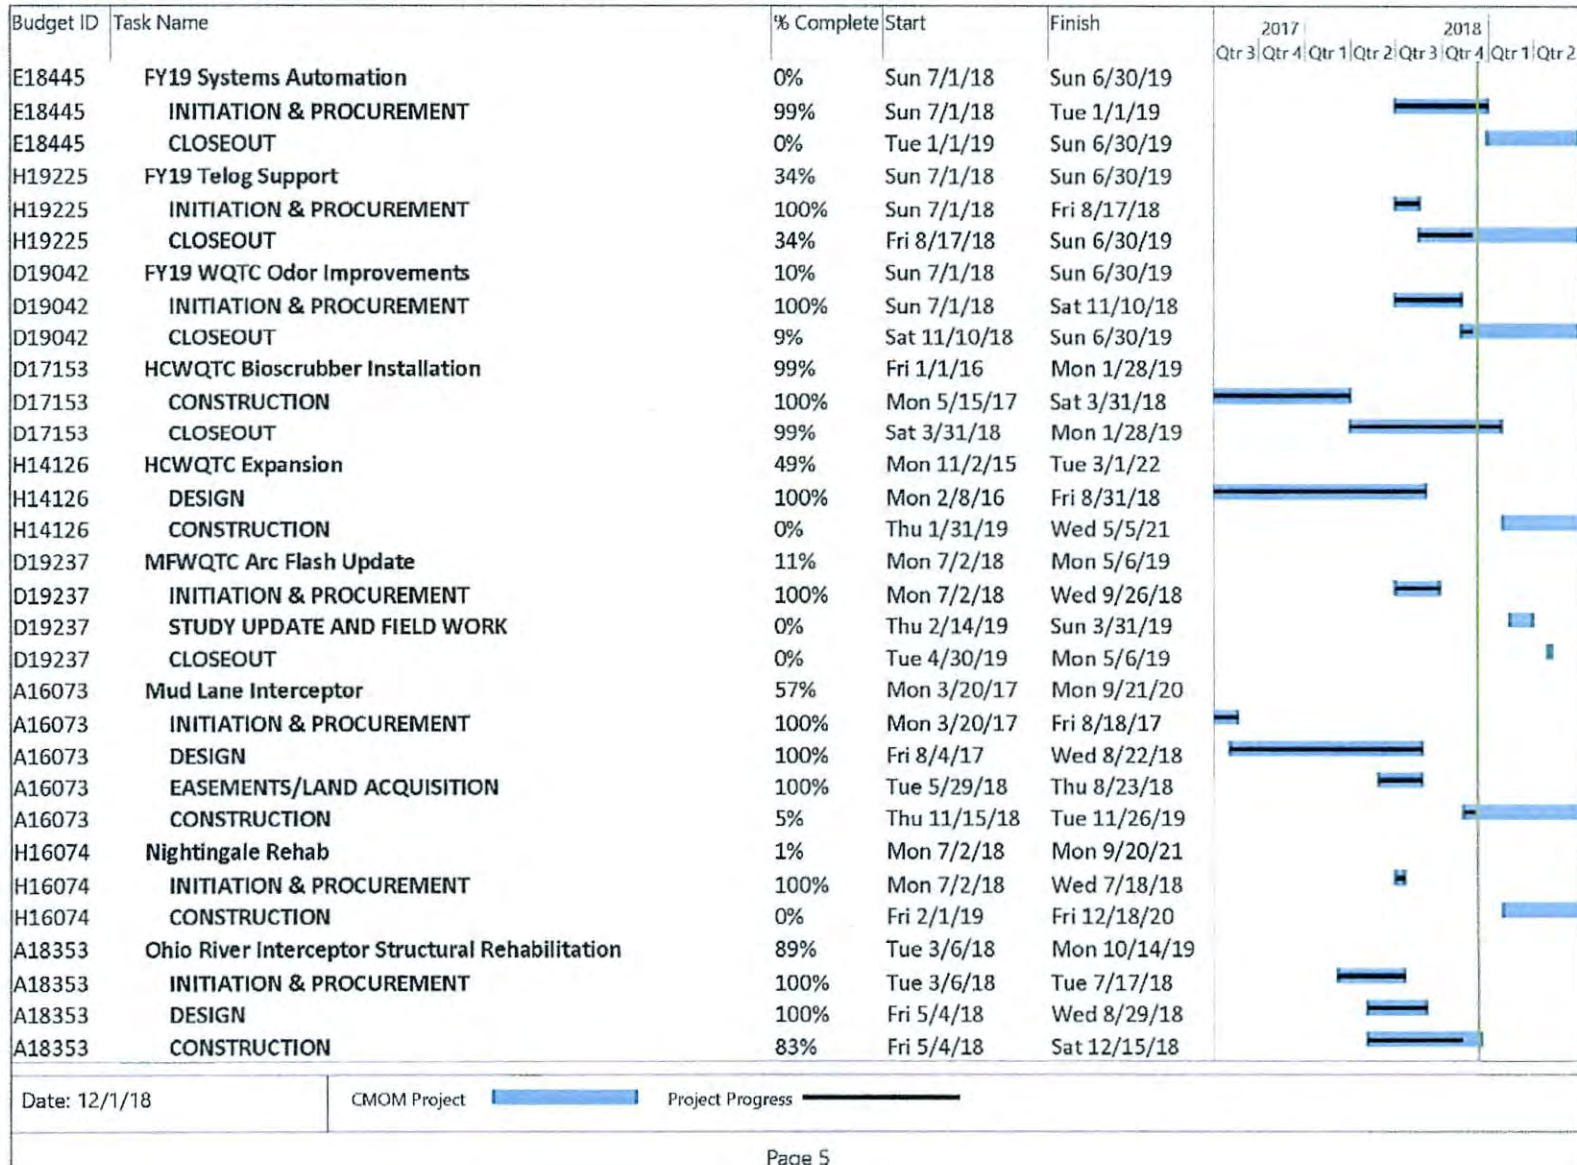 Budget ID Task Name % Complete Start Finish 2017 2018
Qtr 3 Qtr 4 Qtr 1 Qtr 2 Qtr 3 Qtr 4 Qtr 1 Qtr 2
E18445 FY19 Systems Automation 0% Sun 7/1/18 Sun 6/30/19
E18445 INITIATION & PROCUREMENT 99% Sun 7/1/18 Tue 1/1/19
E18445 CLOSEOUT 0% Tue 1/1/19 Sun 6/30/19
H19225 FY19 Telog Support 34% Sun 7/1/18 Sun 6/30/19
H19225 INITIATION & PROCUREMENT 100% Sun 7/1/18 Fri 8/17/18
H19225 CLOSEOUT 34% Fri 8/17/18 Sun 6/30/19
D19042 FY19 WQTC Odor Improvements 10% Sun 7/1/18 Sun 6/30/19
D19042 INITIATION & PROCUREMENT 100% Sun 7/1/18 Sat 11/10/18
D19042 CLOSEOUT 9% Sat 11/10/18 Sun 6/30/19
D17153 HCWQTC Bioscrubber Installation 99% Fri 1/1/16 Mon 1/28/19
D17153 CONSTRUCTION 100% Mon 5/15/17 Sat 3/31/18
D17153 CLOSEOUT 99% Sat 3/31/18 Mon 1/28/19
H14126 HCWQTC Expansion 49% Mon 11/2/15 Tue 3/1/22
H14126 DESIGN 100% Mon 2/8/16 Fri 8/31/18
H14126 CONSTRUCTION 0% Thu 1/31/19 Wed 5/5/21
D19237 MFWQTC Arc Flash Update 11% Mon 7/2/18 Mon 5/6/19
D19237 INITIATION & PROCUREMENT 100% Mon 7/2/18 Wed 9/26/18
D19237 STUDY UPDATE AND FIELD WORK 0% Thu 2/14/19 Sun 3/31/19
D19237 CLOSEOUT 0% Tue 4/30/19 Mon 5/6/19
A16073 Mud Lane Interceptor 57% Mon 3/20/17 Mon 9/21/20
A16073 INITIATION & PROCUREMENT 100% Mon 3/20/17 Fri 8/18/17
A16073 DESIGN 100% Fri 8/4/17 Wed 8/22/18
A16073 EASEMENTS/LAND ACQUISITION 100% Tue 5/29/18 Thu 8/23/18
A16073 CONSTRUCTION 5% Thu 11/15/18 Tue 11/26/19
H16074 Nightingale Rehab 1% Mon 7/2/18 Mon 9/20/21
H16074 INITIATION & PROCUREMENT 100% Mon 7/2/18 Wed 7/18/18
H16074 CONSTRUCTION 0% Fri 2/1/19 Fri 12/18/20
A18353 Ohio River Interceptor Structural Rehabilitation 89% Tue 3/6/18 Mon 10/14/19
A18353 INITIATION & PROCUREMENT 100% Tue 3/6/18 Tue 7/17/18
A18353 DESIGN 100% Fri 5/4/18 Wed 8/29/18
A18353 CONSTRUCTION 83% Fri 5/4/18 Sat 12/15/18
Date: 12/1/18 CMOM Project Project Progress
Page 5